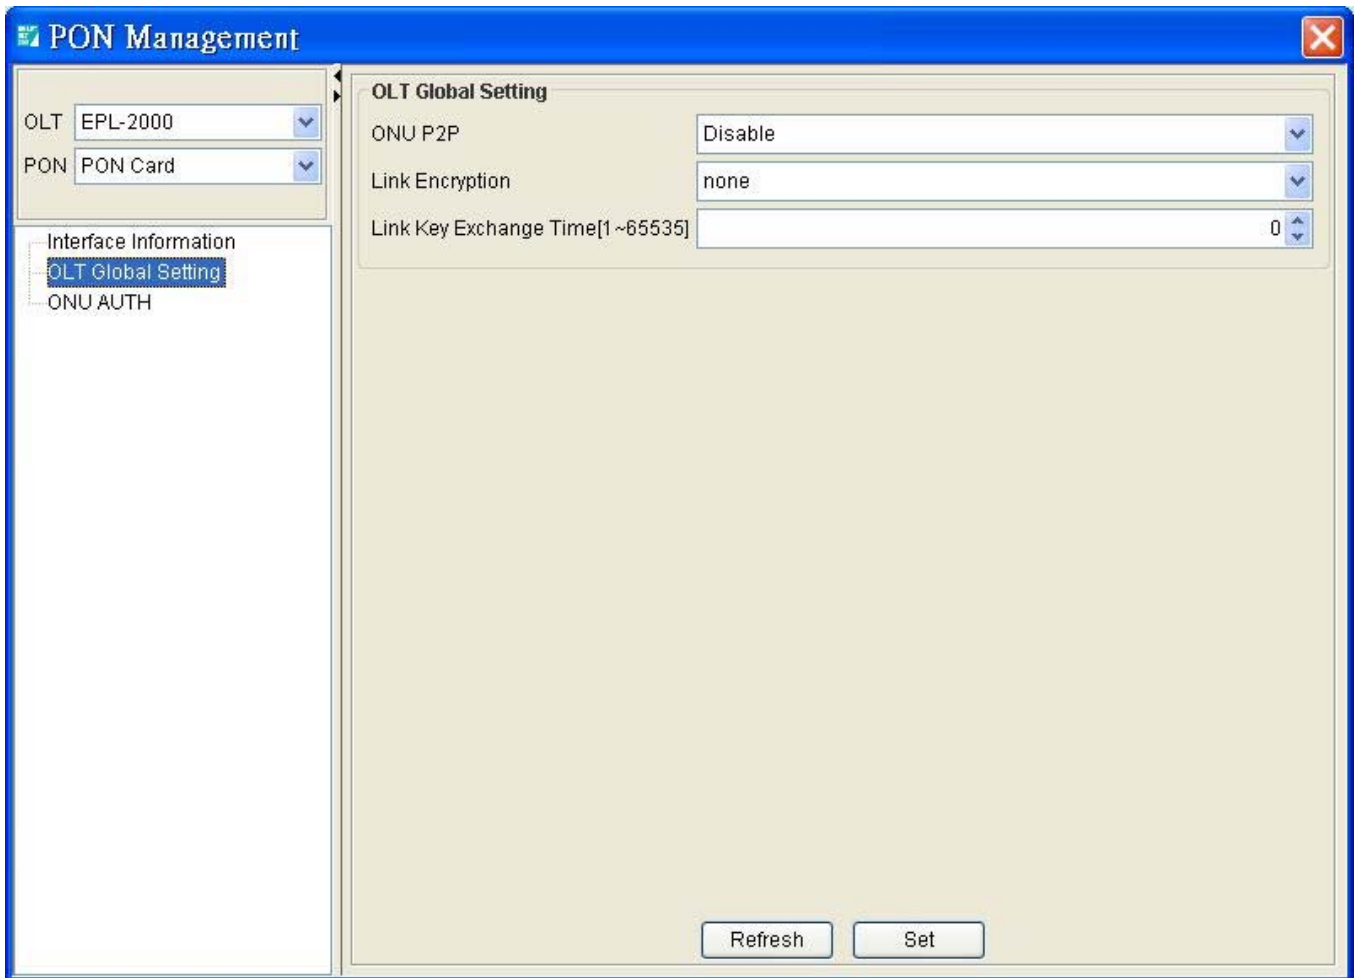 PON Management
OLT EPL-2000
PON PON Card
Interface Information
OLT Global Setting
ONU AUTH
OLT Global Setting
ONU P2P Disable
Link Encryption none
Link Key Exchange Time[1~65535] 0
Refresh Set